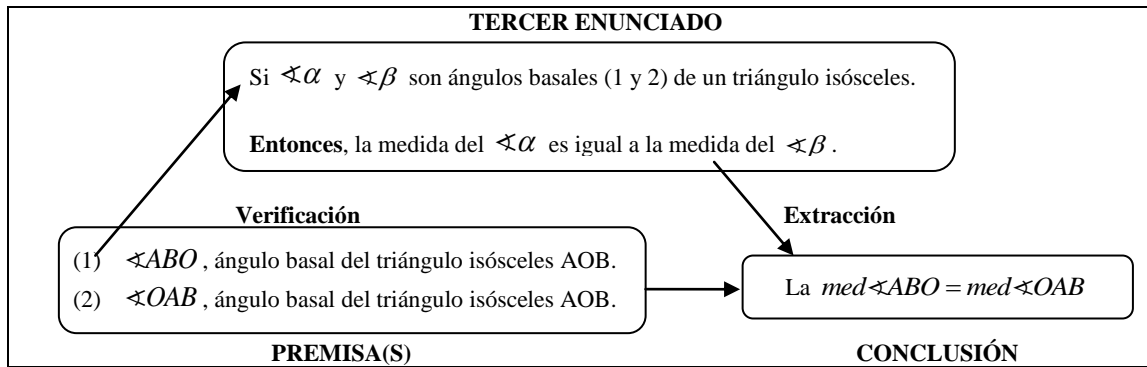 TERCER ENUNCIADO
Si ∢α y ∢β son ángulos basales (1 y 2) de un triángulo isósceles.
Entonces, la medida del ∢α es igual a la medida del ∢β.
Verificación
Extracción
(1) ∢ABO, ángulo basal del triángulo isósceles AOB.
(2) ∢OAB, ángulo basal del triángulo isósceles AOB.
La med∢ABO = med∢OAB
PREMISA(S)
CONCLUSIÓN